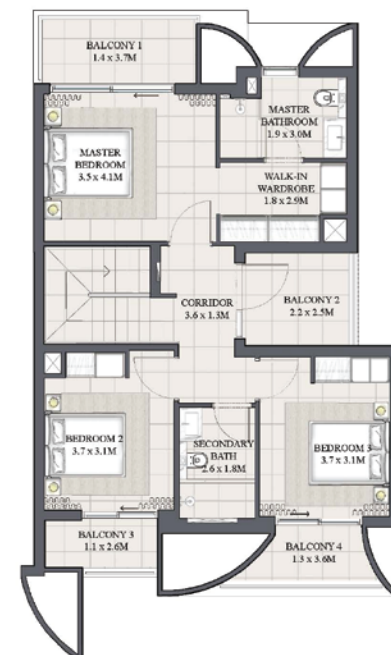 BALCONY 1
1.4 x 3.7M
MASTER
BATHROOM
1.9 x 3.0M
MASTER
BEDROOM
3.5 x 4.1M
WALK-IN
WARDROBE
1.8 x 2.9M
CORRIDOR
3.6 x 1.3M
BALCONY 2
2.2 x 2.5M
BEDROOM 2
3.7 x 3.1M
SECONDARY
BATH
2.6 x 1.8M
BEDROOM 3
3.7 x 3.1M
BALCONY 3
1.1 x 2.6M
BALCONY 4
1.3 x 3.6M